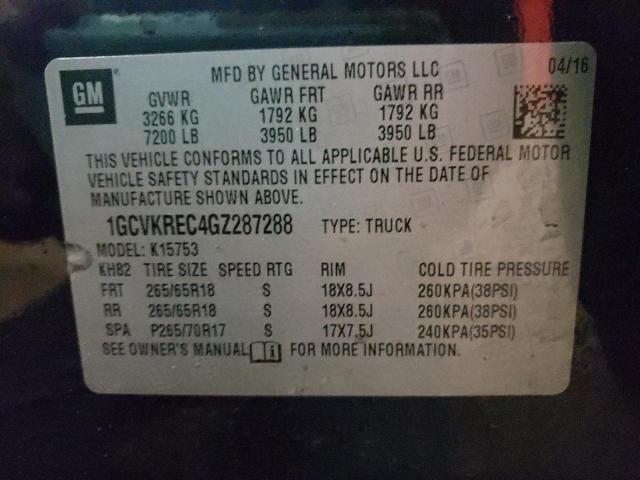 GM
MFD BY GENERAL MOTORS LLC 04/16
GVWR GAWR FRT GAWR RR
3266 KG 1792 KG 1792 KG
7200 LB 3950 LB 3950 LB
THIS VEHICLE CONFORMS TO ALL APPLICABLE U.S. FEDERAL MOTOR
VEHICLE SAFETY STANDARDS IN EFFECT ON THE DATE OF
MANUFACTURE SHOWN ABOVE.
1GCVKREC4GZ287288 TYPE: TRUCK
MODEL: K15753
KH82 TIRE SIZE SPEED RTG RIM COLD TIRE PRESSURE
FRT 265/65R18 S 18X8.5J 260KPA(38PSI)
RR 265/65R18 S 18X8.5J 260KPA(38PSI)
SPA P265/70R17 S 17X7.5J 240KPA(35PSI)
SEE OWNER'S MANUAL i FOR MORE INFORMATION.